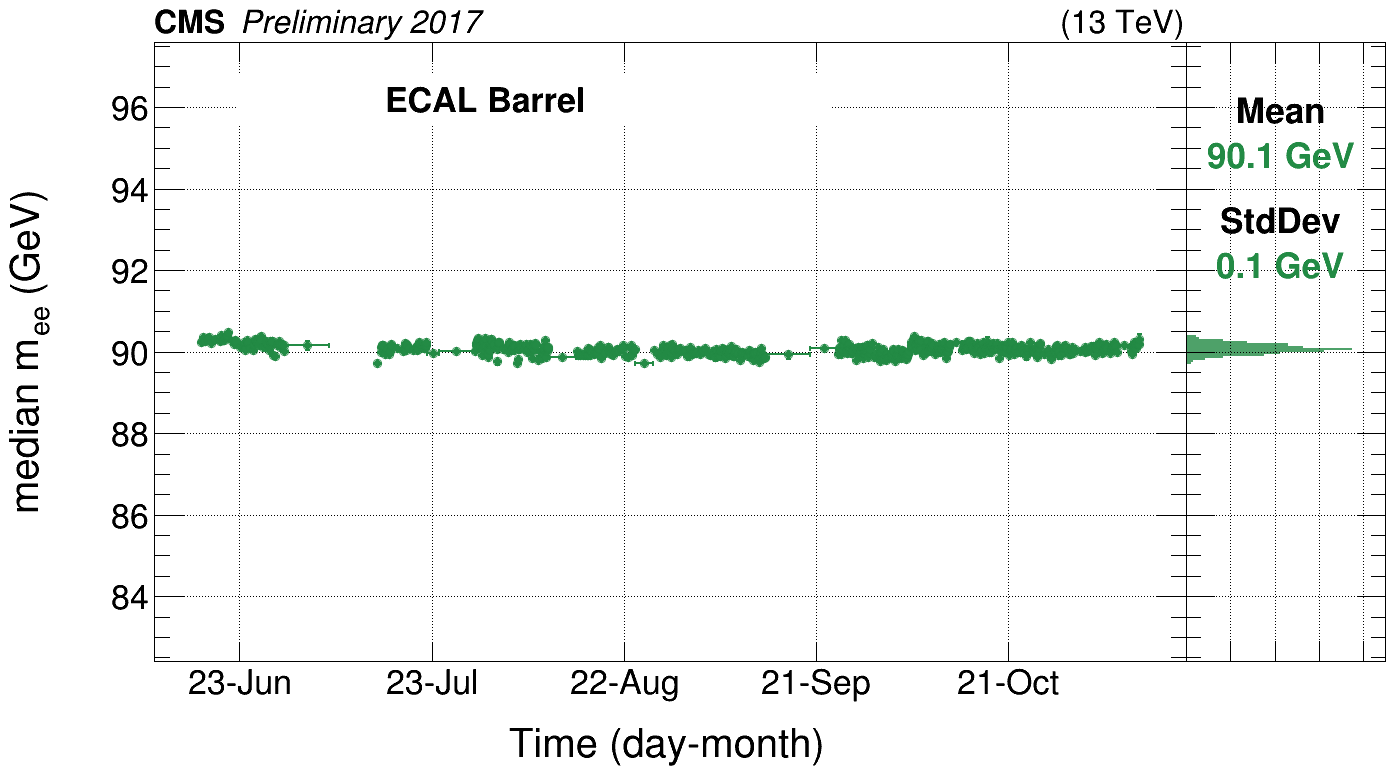 CMS Preliminary 2017 (13 TeV)
ECAL Barrel
Mean
90.1 GeV
StdDev
0.1 GeV
median mee (GeV)
96
94
92
90
88
86
84
23-Jun 23-Jul 22-Aug 21-Sep 21-Oct
Time (day-month)